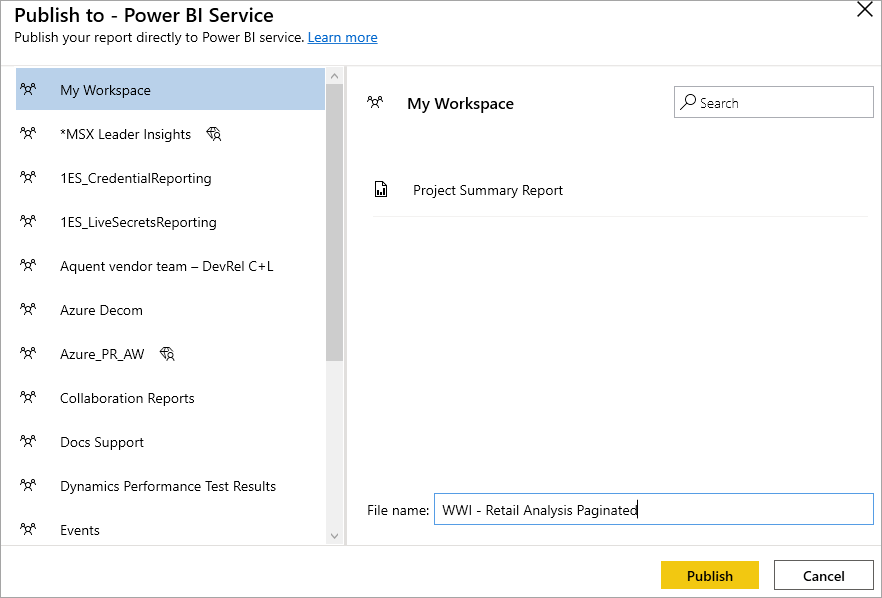 Publish to - Power BI Service
Publish your report directly to Power BI service. Learn more
My Workspace
*MSX Leader Insights
1ES_CredentialReporting
1ES_LiveSecretsReporting
Aquent vendor team – DevRel C+L
Azure Decom
Azure_PR_AW
Collaboration Reports
Docs Support
Dynamics Performance Test Results
Events
My Workspace
Search
Project Summary Report
File name: WWI - Retail Analysis Paginated
Publish Cancel